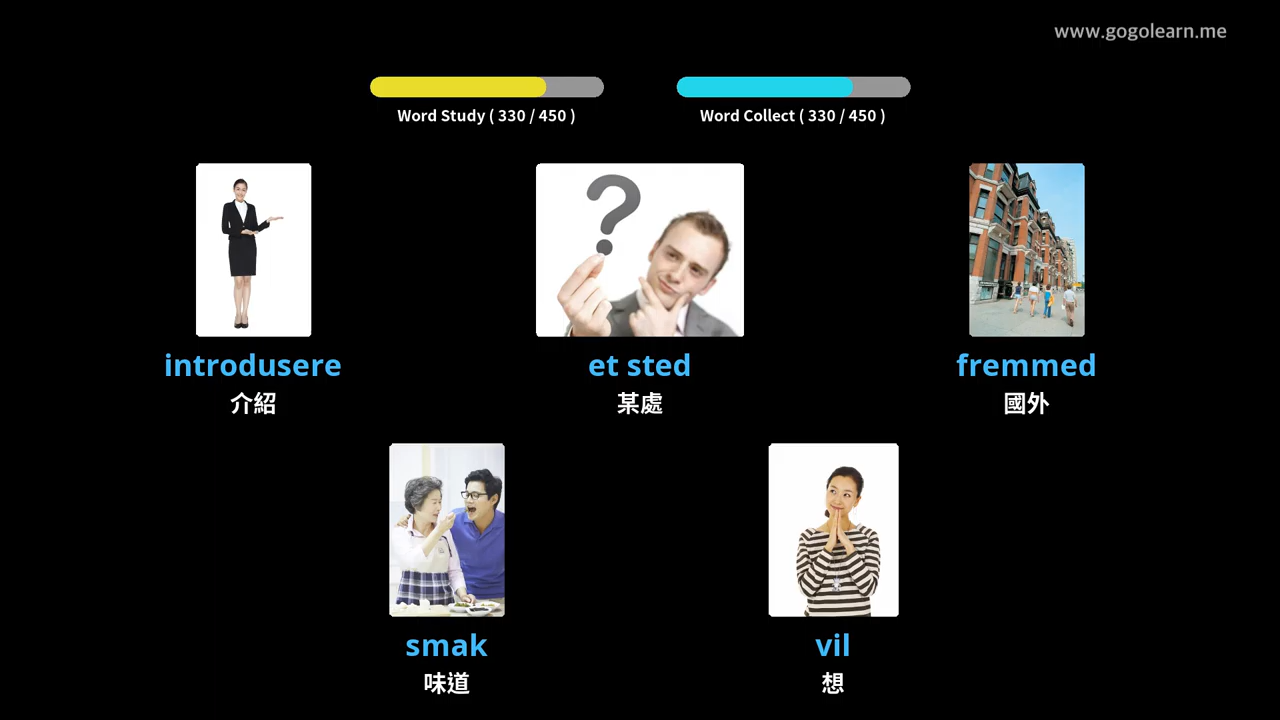 www.gogolearn.me
Word Study ( 330 / 450 )
Word Collect ( 330 / 450 )
introdusere
介紹
et sted
某處
fremmed
國外
smak
味道
vil
想